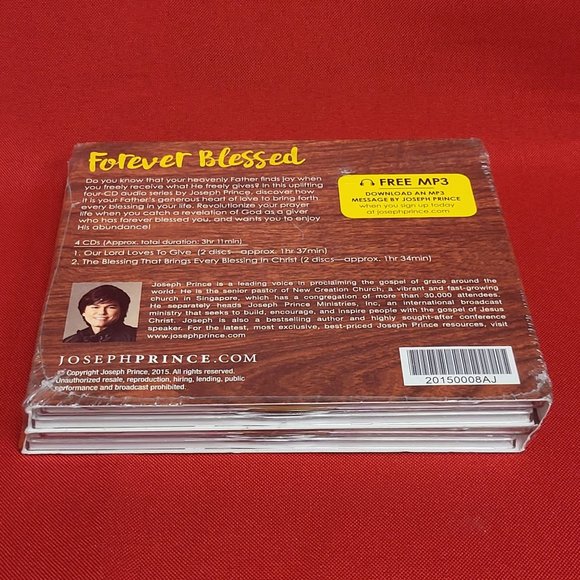 Forever Blessed
Do you know that your heavenly Father finds joy when
you freely receive what He freely gives? In this uplifting
four-CD audio series by Joseph Prince, discover how
it is your Father's generous heart of love to bring forth
every blessing in your life. Revolutionize your prayer
life when you catch a revelation of God as a giver
who has forever blessed you, and wants you to enjoy
His abundance!
FREE MP3
DOWNLOAD AN MP3
MESSAGE BY JOSEPH PRINCE
when you sign up today
at josephprince.com
4 CDs (Approx. total duration: 3hr 11min)
1. Our Lord Loves To Give (2 discs—approx. 1hr 37min)
2. The Blessing That Brings Every Blessing in Christ (2 discs—approx. 1hr 34min)
Joseph Prince is a leading voice in proclaiming the gospel of grace around
the world. He is the senior pastor of New Creation Church, a vibrant and fast-growing
church in Singapore, which has a congregation of more than 30,000 attendees.
He separately heads Joseph Prince Ministries, Inc, an international broadcast
ministry that seeks to build, encourage, and inspire people with the gospel of Jesus
Christ. Joseph is also a bestselling author and highly sought-after conference
speaker. For the latest, most exclusive, best-priced Joseph Prince resources, visit
www.josephprince.com
JOSEPHPRINCE.COM
© Copyright Joseph Prince, 2015. All rights reserved.
Unauthorized resale, reproduction, hiring, lending, public
performance and broadcast prohibited.
20150008AJ